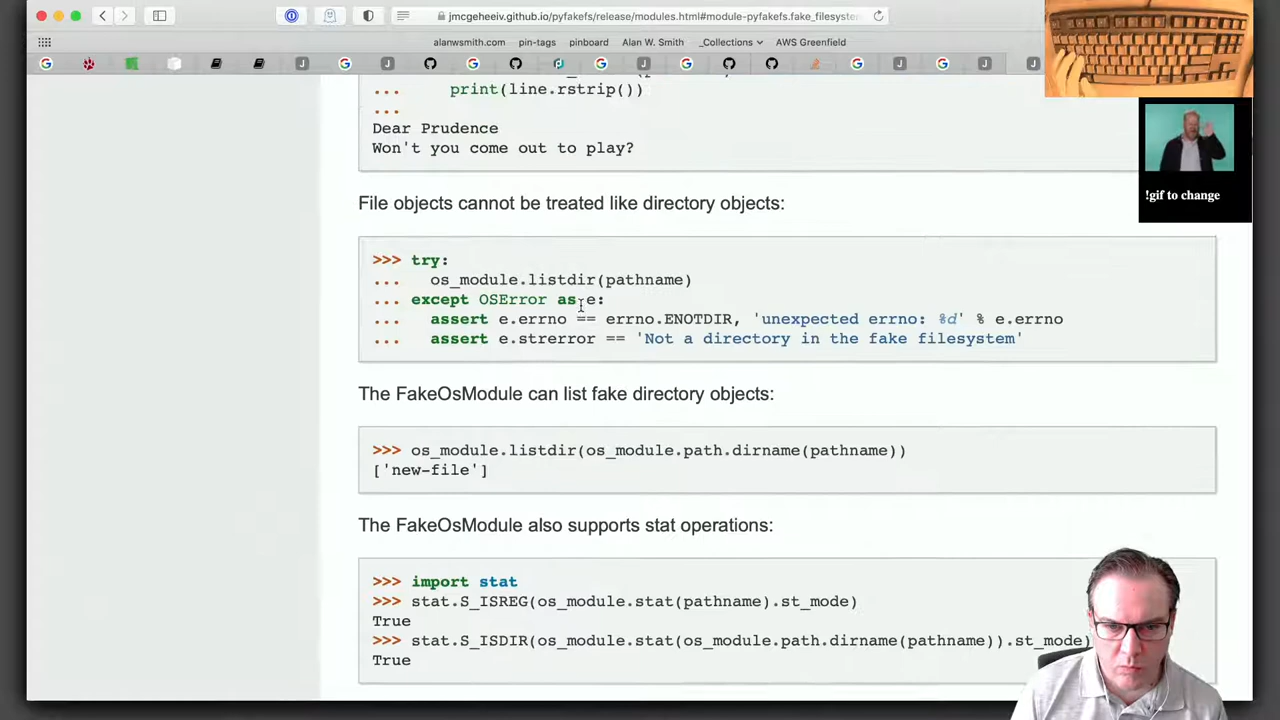 jmcgeheeiv.github.io/pyfakefs/release/modules.html#module-pyfakefs.fake_filesystem
alanwsmith.com pin-tags pinboard Alan W. Smith _Collections AWS Greenfield
... print(line.rstrip())
...
Dear Prudence
Won't you come out to play?
!gif to change
File objects cannot be treated like directory objects:
>>> try:
... os_module.listdir(pathname)
... except OSError as e:
... assert e.errno == errno.ENOTDIR, 'unexpected errno: %d' % e.errno
... assert e.strerror == 'Not a directory in the fake filesystem'
The FakeOsModule can list fake directory objects:
>>> os_module.listdir(os_module.path.dirname(pathname))
['new-file']
The FakeOsModule also supports stat operations:
>>> import stat
>>> stat.S_ISREG(os_module.stat(pathname).st_mode)
True
>>> stat.S_ISDIR(os_module.stat(os_module.path.dirname(pathname)).st_mode)
True